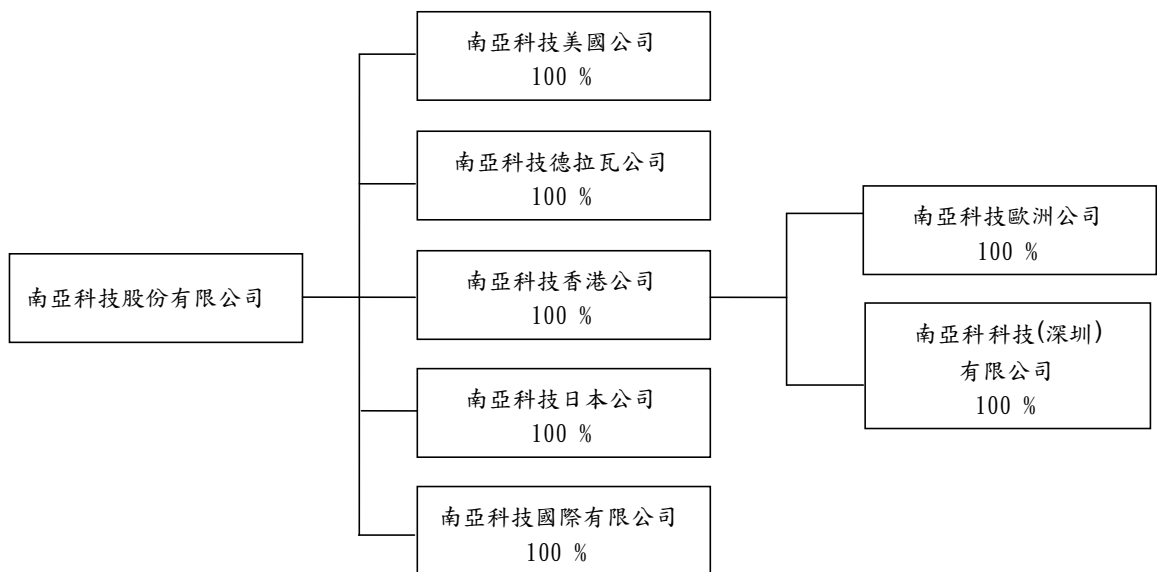 南亞科技股份有限公司
南亞科技美國公司
100 %
南亞科技德拉瓦公司
100 %
南亞科技香港公司
100 %
南亞科技日本公司
100 %
南亞科技國際有限公司
100 %
南亞科技歐洲公司
100 %
南亞科科技(深圳)
有限公司
100 %